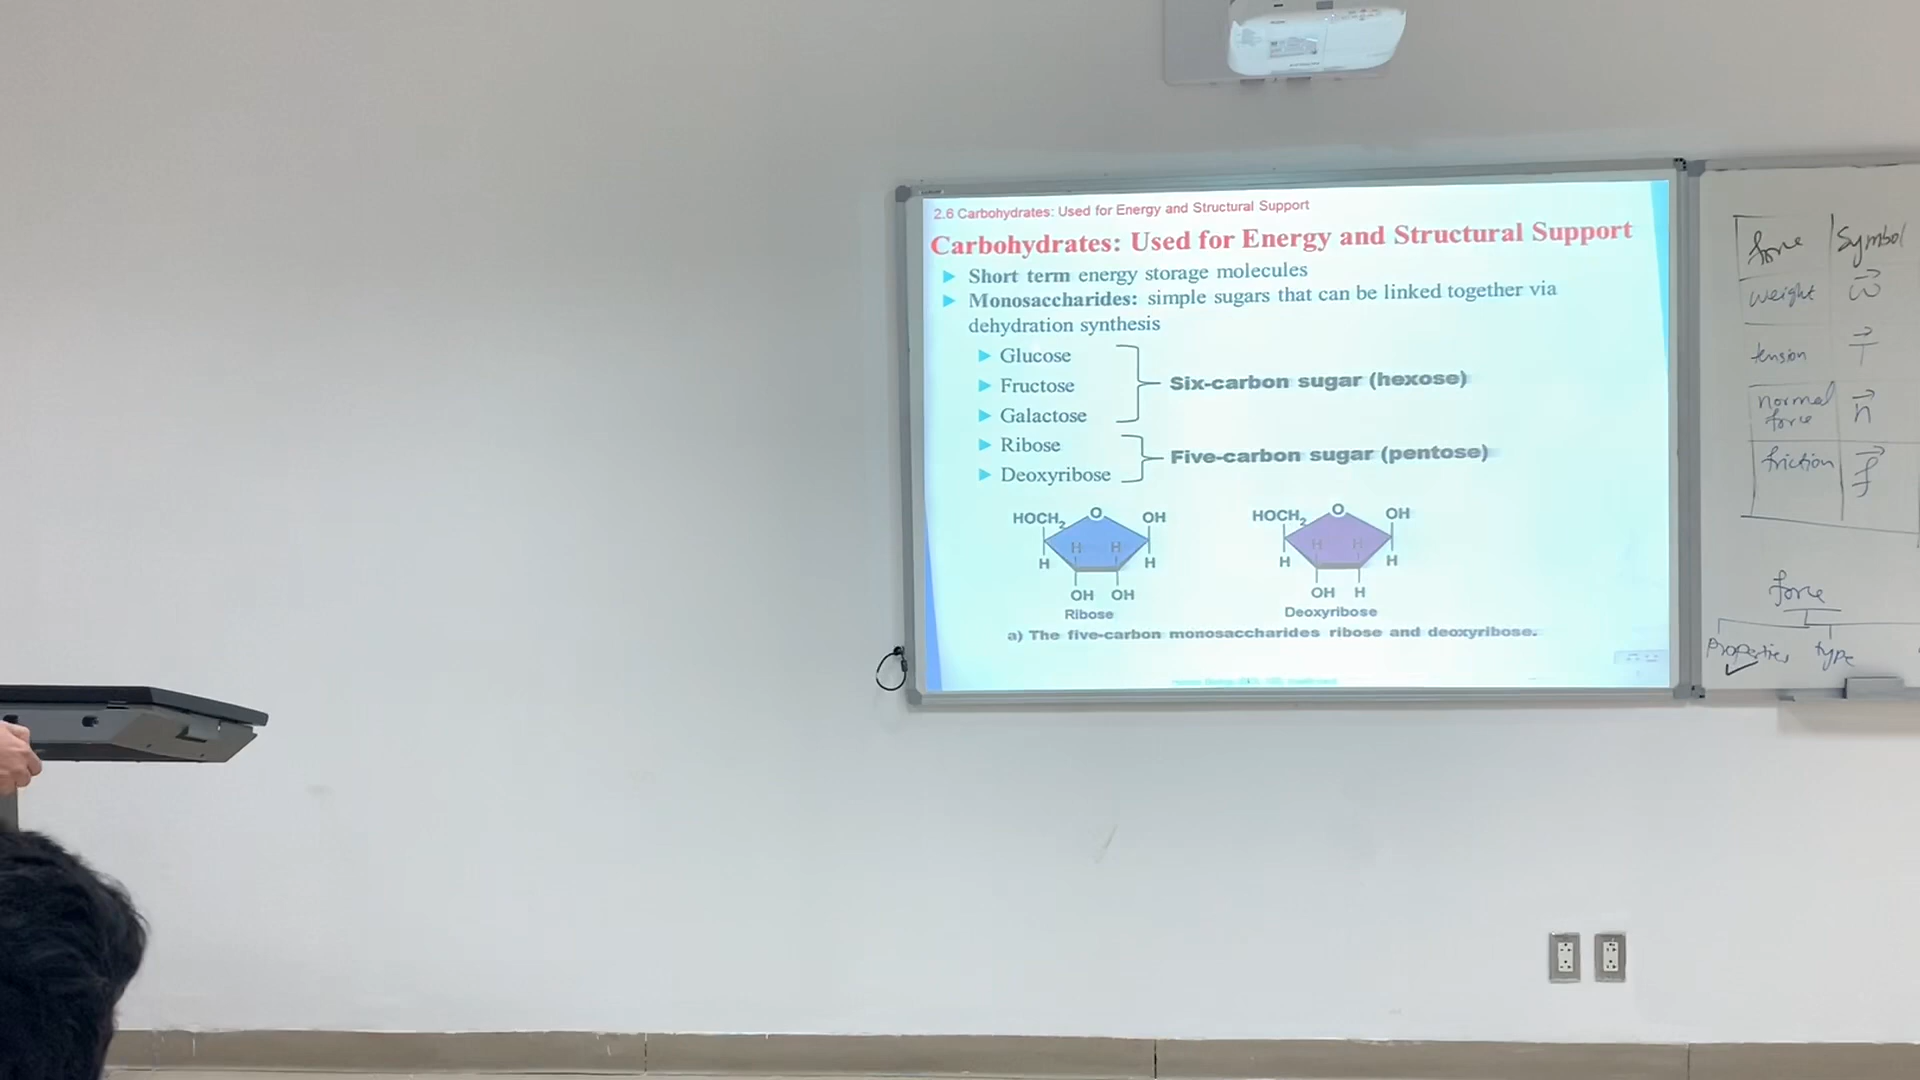 2.6 Carbohydrates: Used for Energy and Structural Support
Carbohydrates: Used for Energy and Structural Support
Short term energy storage molecules
Monosaccharides: simple sugars that can be linked together via
dehydration synthesis
Glucose
Fructose
Galactose
Six-carbon sugar (hexose)
Ribose
Deoxyribose
Five-carbon sugar (pentose)
HOCH2 O OH
H H H H
OH OH
Ribose
HOCH2 O OH
H H H H
OH H
Deoxyribose
a) The five-carbon monosaccharides ribose and deoxyribose.
force symbol
weight w
tension T
normal
force n
friction f
force
properties type